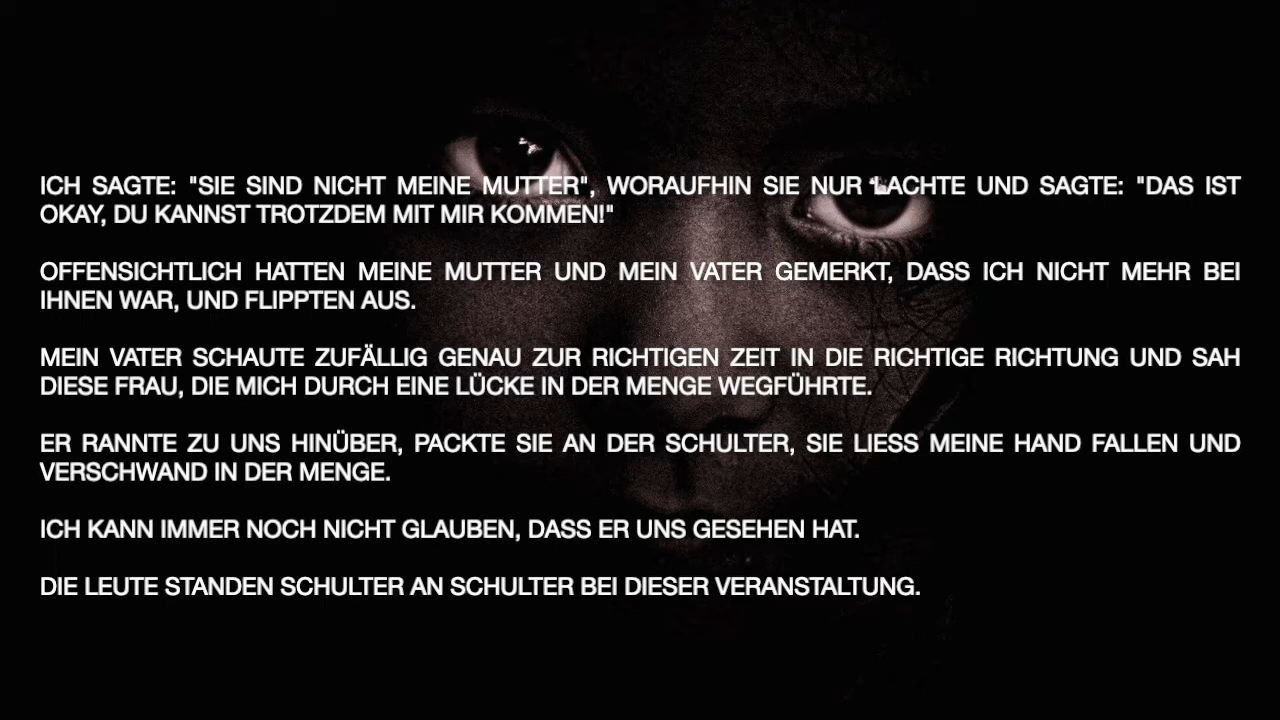 ICH SAGTE: "SIE SIND NICHT MEINE MUTTER", WORAUFHIN SIE NUR LACHTE UND SAGTE: "DAS IST
OKAY, DU KANNST TROTZDEM MIT MIR KOMMEN!"
OFFENSICHTLICH HATTEN MEINE MUTTER UND MEIN VATER GEMERKT, DASS ICH NICHT MEHR BEI
IHNEN WAR, UND FLIPPTEN AUS.
MEIN VATER SCHAUTE ZUFÄLLIG GENAU ZUR RICHTIGEN ZEIT IN DIE RICHTIGE RICHTUNG UND SAH
DIESE FRAU, DIE MICH DURCH EINE LÜCKE IN DER MENGE WEGFÜHRTE.
ER RANNTE ZU UNS HINÜBER, PACKTE SIE AN DER SCHULTER, SIE LIESS MEINE HAND FALLEN UND
VERSCHWAND IN DER MENGE.
ICH KANN IMMER NOCH NICHT GLAUBEN, DASS ER UNS GESEHEN HAT.
DIE LEUTE STANDEN SCHULTER AN SCHULTER BEI DIESER VERANSTALTUNG.